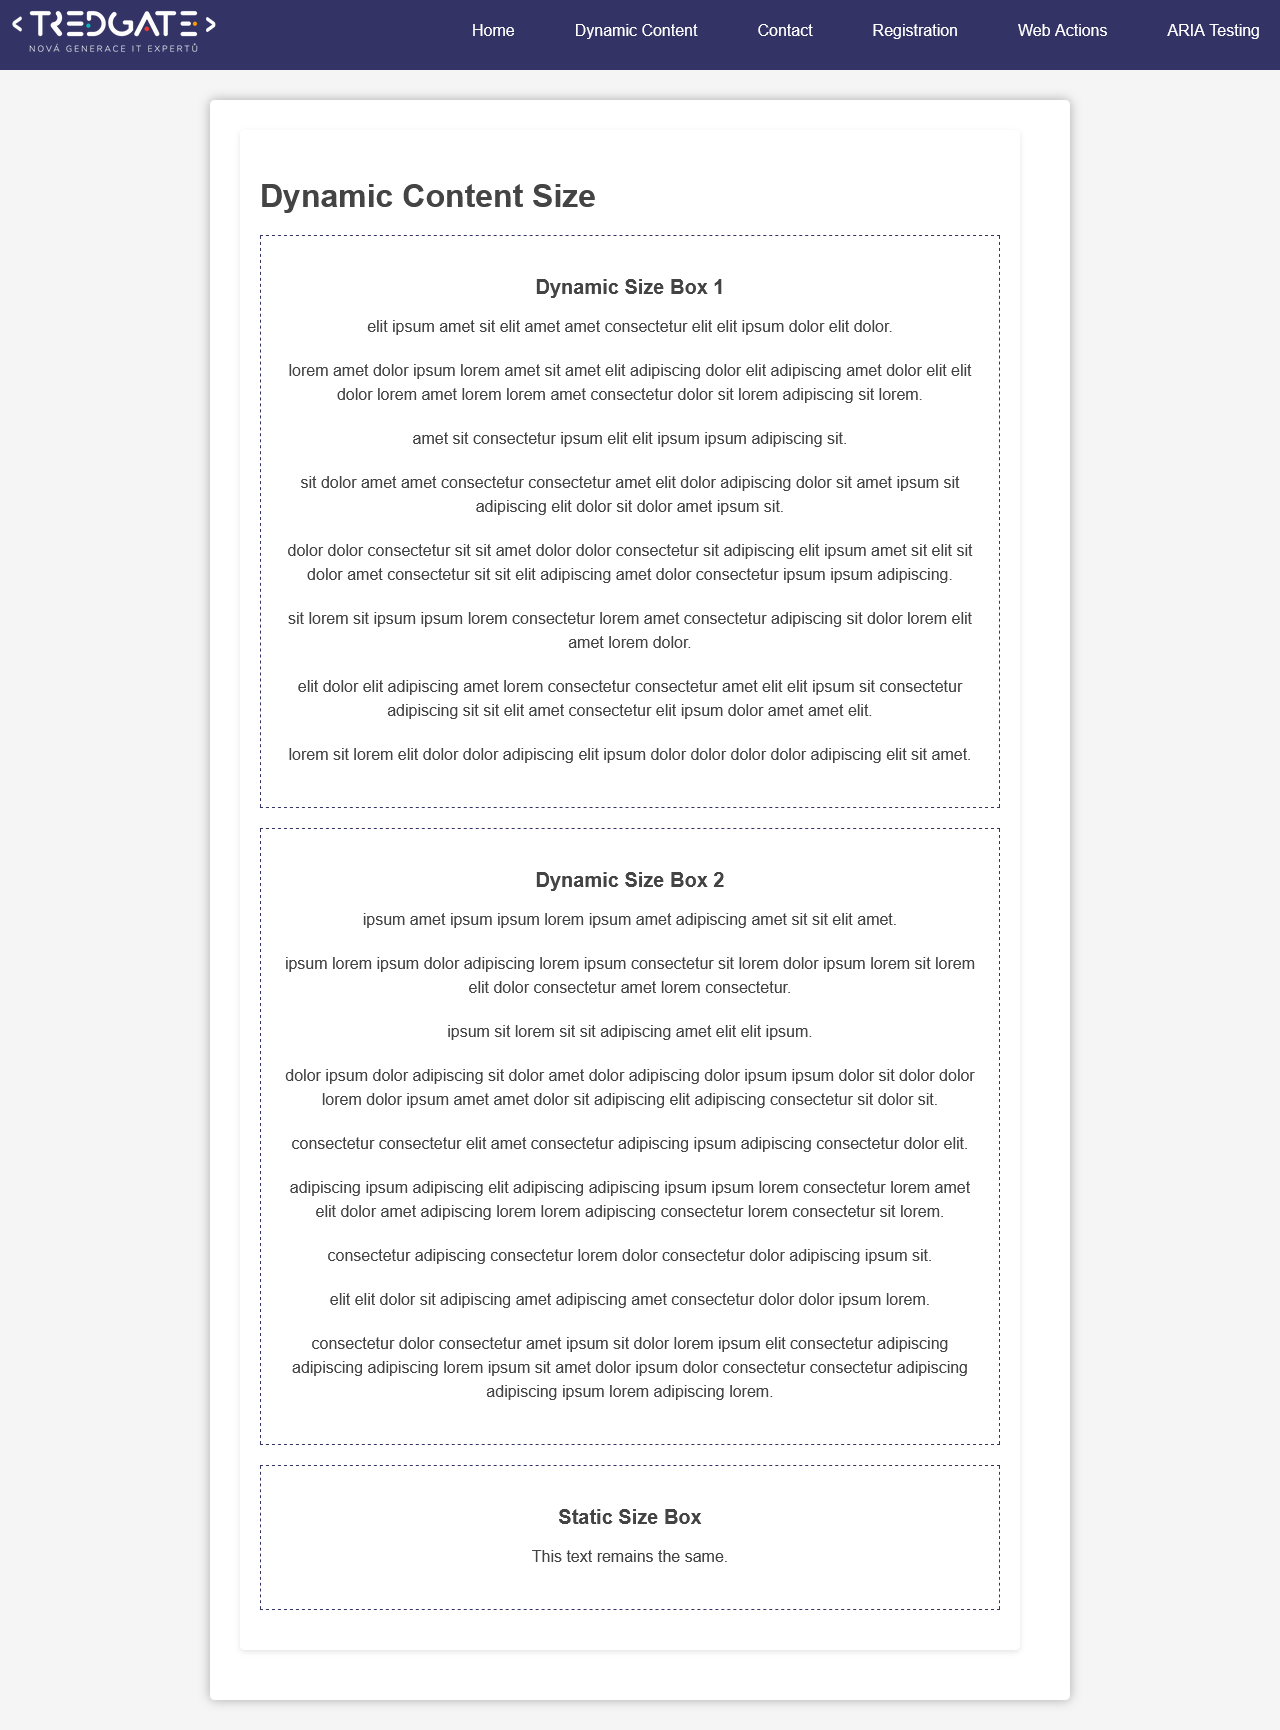 < TREDGATE >
NOVÁ GENERACE IT EXPERTŮ
Home Dynamic Content Contact Registration Web Actions ARIA Testing
Dynamic Content Size
Dynamic Size Box 1
elit ipsum amet sit elit amet amet consectetur elit elit ipsum dolor elit dolor.
lorem amet dolor ipsum lorem amet sit amet elit adipiscing dolor elit adipiscing amet dolor elit elit
dolor lorem amet lorem lorem amet consectetur dolor sit lorem adipiscing sit lorem.
amet sit consectetur ipsum elit elit ipsum ipsum adipiscing sit.
sit dolor amet amet consectetur consectetur amet elit dolor adipiscing dolor sit amet ipsum sit
adipiscing elit dolor sit dolor amet ipsum sit.
dolor dolor consectetur sit sit amet dolor dolor consectetur sit adipiscing elit ipsum amet sit elit sit
dolor amet consectetur sit sit elit adipiscing amet dolor consectetur ipsum ipsum adipiscing.
sit lorem sit ipsum ipsum lorem consectetur lorem amet consectetur adipiscing sit dolor lorem elit
amet lorem dolor.
elit dolor elit adipiscing amet lorem consectetur consectetur amet elit elit ipsum sit consectetur
adipiscing sit sit elit amet consectetur elit ipsum dolor amet amet elit.
lorem sit lorem elit dolor dolor adipiscing elit ipsum dolor dolor dolor dolor adipiscing elit sit amet.
Dynamic Size Box 2
ipsum amet ipsum ipsum lorem ipsum amet adipiscing amet sit sit elit amet.
ipsum lorem ipsum dolor adipiscing lorem ipsum consectetur sit lorem dolor ipsum lorem sit lorem
elit dolor consectetur amet lorem consectetur.
ipsum sit lorem sit sit adipiscing amet elit elit ipsum.
dolor ipsum dolor adipiscing sit dolor amet dolor adipiscing dolor ipsum ipsum dolor sit dolor dolor
lorem dolor ipsum amet amet dolor sit adipiscing elit adipiscing consectetur sit dolor sit.
consectetur consectetur elit amet consectetur adipiscing ipsum adipiscing consectetur dolor elit.
adipiscing ipsum adipiscing elit adipiscing adipiscing ipsum ipsum lorem consectetur lorem amet
elit dolor amet adipiscing lorem lorem adipiscing consectetur lorem consectetur sit lorem.
consectetur adipiscing consectetur lorem dolor consectetur dolor adipiscing ipsum sit.
elit elit dolor sit adipiscing amet adipiscing amet consectetur dolor dolor ipsum lorem.
consectetur dolor consectetur amet ipsum sit dolor lorem ipsum elit consectetur adipiscing
adipiscing adipiscing lorem ipsum sit amet dolor ipsum dolor consectetur consectetur adipiscing
adipiscing ipsum lorem adipiscing lorem.
Static Size Box
This text remains the same.